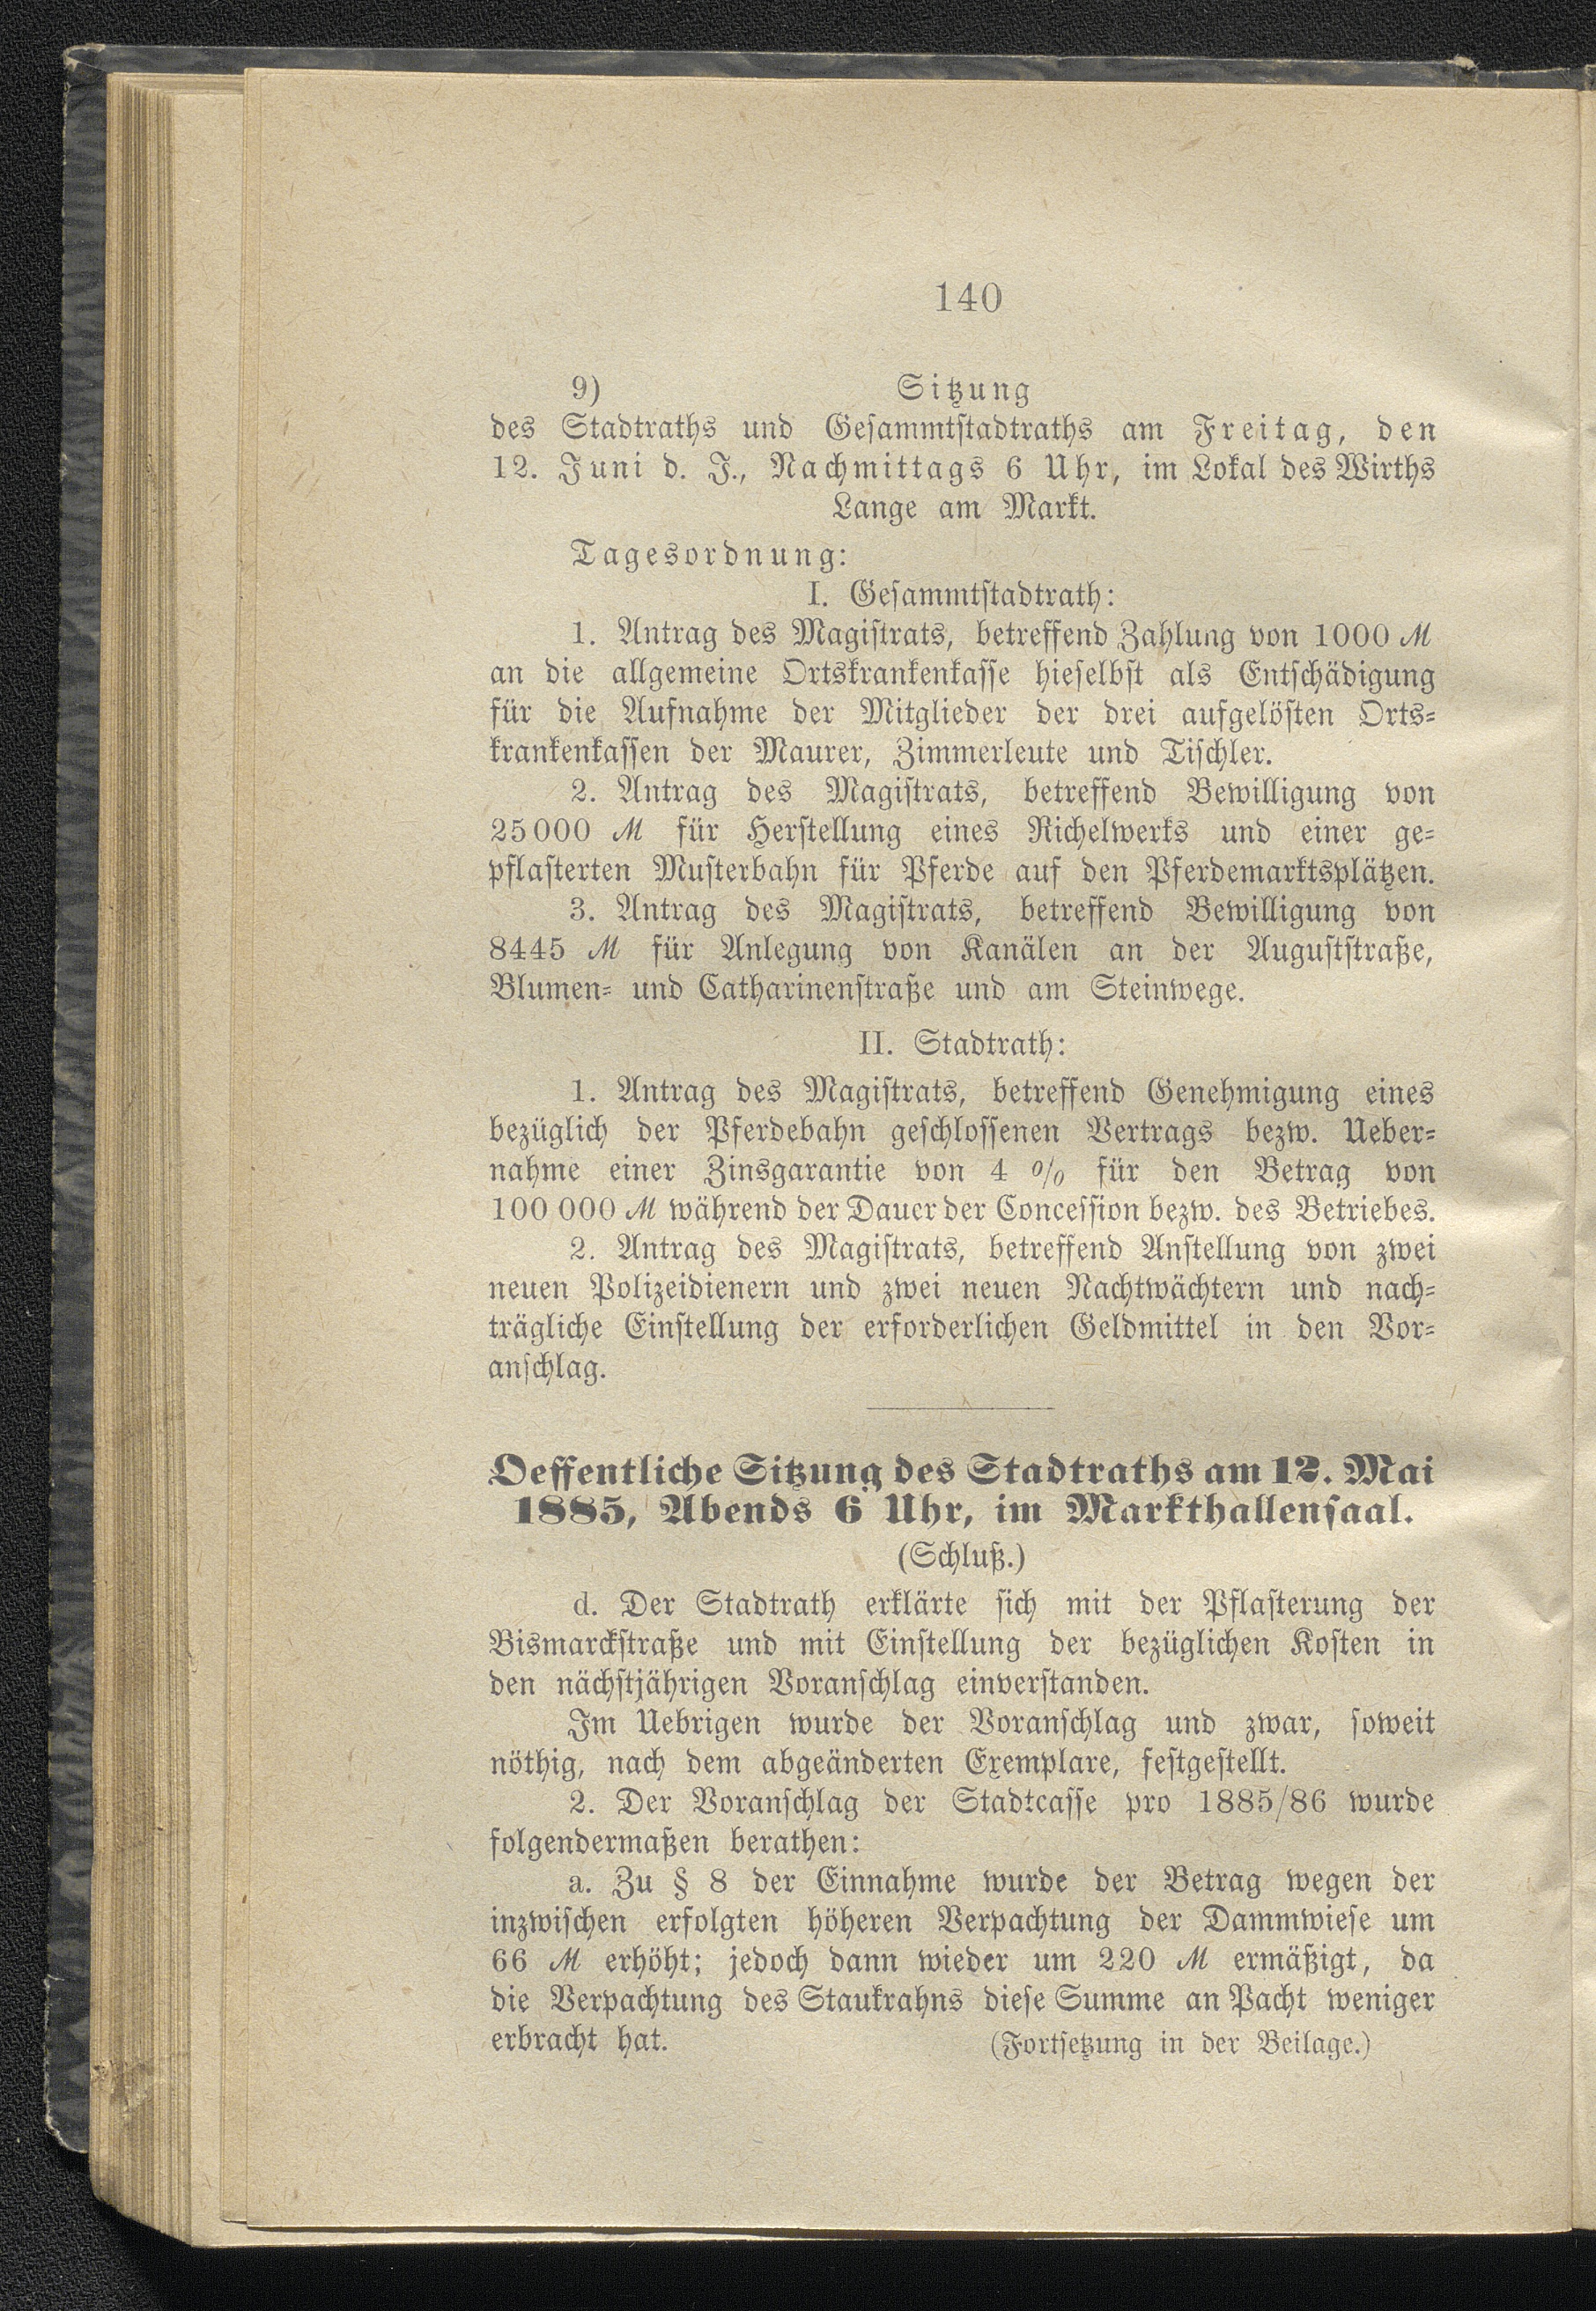 140
9) Sitzung
des Stadtraths und Gesammtstadtraths am Freitag, den
12. Juni d. J., Nachmittags 6 Uhr, im Lokal des Wirths
Lange am Markt.
Tagesordnung:
I. Gesammtstadtrath:
1. Antrag des Magistrats, betreffend Zahlung von 1000 ℳ
an die allgemeine Ortskrankenkasse hieselbst als Entschädigung
für die Aufnahme der Mitglieder der drei aufgelösten Orts-
krankenkassen der Maurer, Zimmerleute und Tischler.
2. Antrag des Magistrats, betreffend Bewilligung von
25 000 ℳ für Herstellung eines Richelwerks und einer ge-
pflasterten Musterbahn für Pferde auf den Pferdemarktsplätzen.
3. Antrag des Magistrats, betreffend Bewilligung von
8445 ℳ für Anlegung von Kanälen an der Auguststraße,
Blumen- und Catharinenstraße und am Steinwege.
II. Stadtrath:
1. Antrag des Magistrats, betreffend Genehmigung eines
bezüglich der Pferdebahn geschlossenen Vertrags bezw. Ueber-
nahme einer Zinsgarantie von 4 % für den Betrag von
100 000 ℳ während der Dauer der Concession bezw. des Betriebes.
2. Antrag des Magistrats, betreffend Anstellung von zwei
neuen Polizeidienern und zwei neuen Nachtwächtern und nach-
trägliche Einstellung der erforderlichen Geldmittel in den Vor-
anschlag.
Oeffentliche Sitzung des Stadtraths am 12. Mai
1885, Abends 6 Uhr, im Markthallensaal.
(Schluß.)
d. Der Stadtrath erklärte sich mit der Pflasterung der
Bismarckstraße und mit Einstellung der bezüglichen Kosten in
den nächstjährigen Voranschlag einverstanden.
Im Uebrigen wurde der Voranschlag und zwar, soweit
nöthig, nach dem abgeänderten Exemplare, festgestellt.
2. Der Voranschlag der Stadtcasse pro 1885/86 wurde
folgendermaßen berathen:
a. Zu § 8 der Einnahme wurde der Betrag wegen der
inzwischen erfolgten höheren Verpachtung der Dammwiese um
66 ℳ erhöht; jedoch dann wieder um 220 ℳ ermäßigt, da
die Verpachtung des Staukrahns diese Summe an Pacht weniger
erbracht hat. (Fortsetzung in der Beilage.)